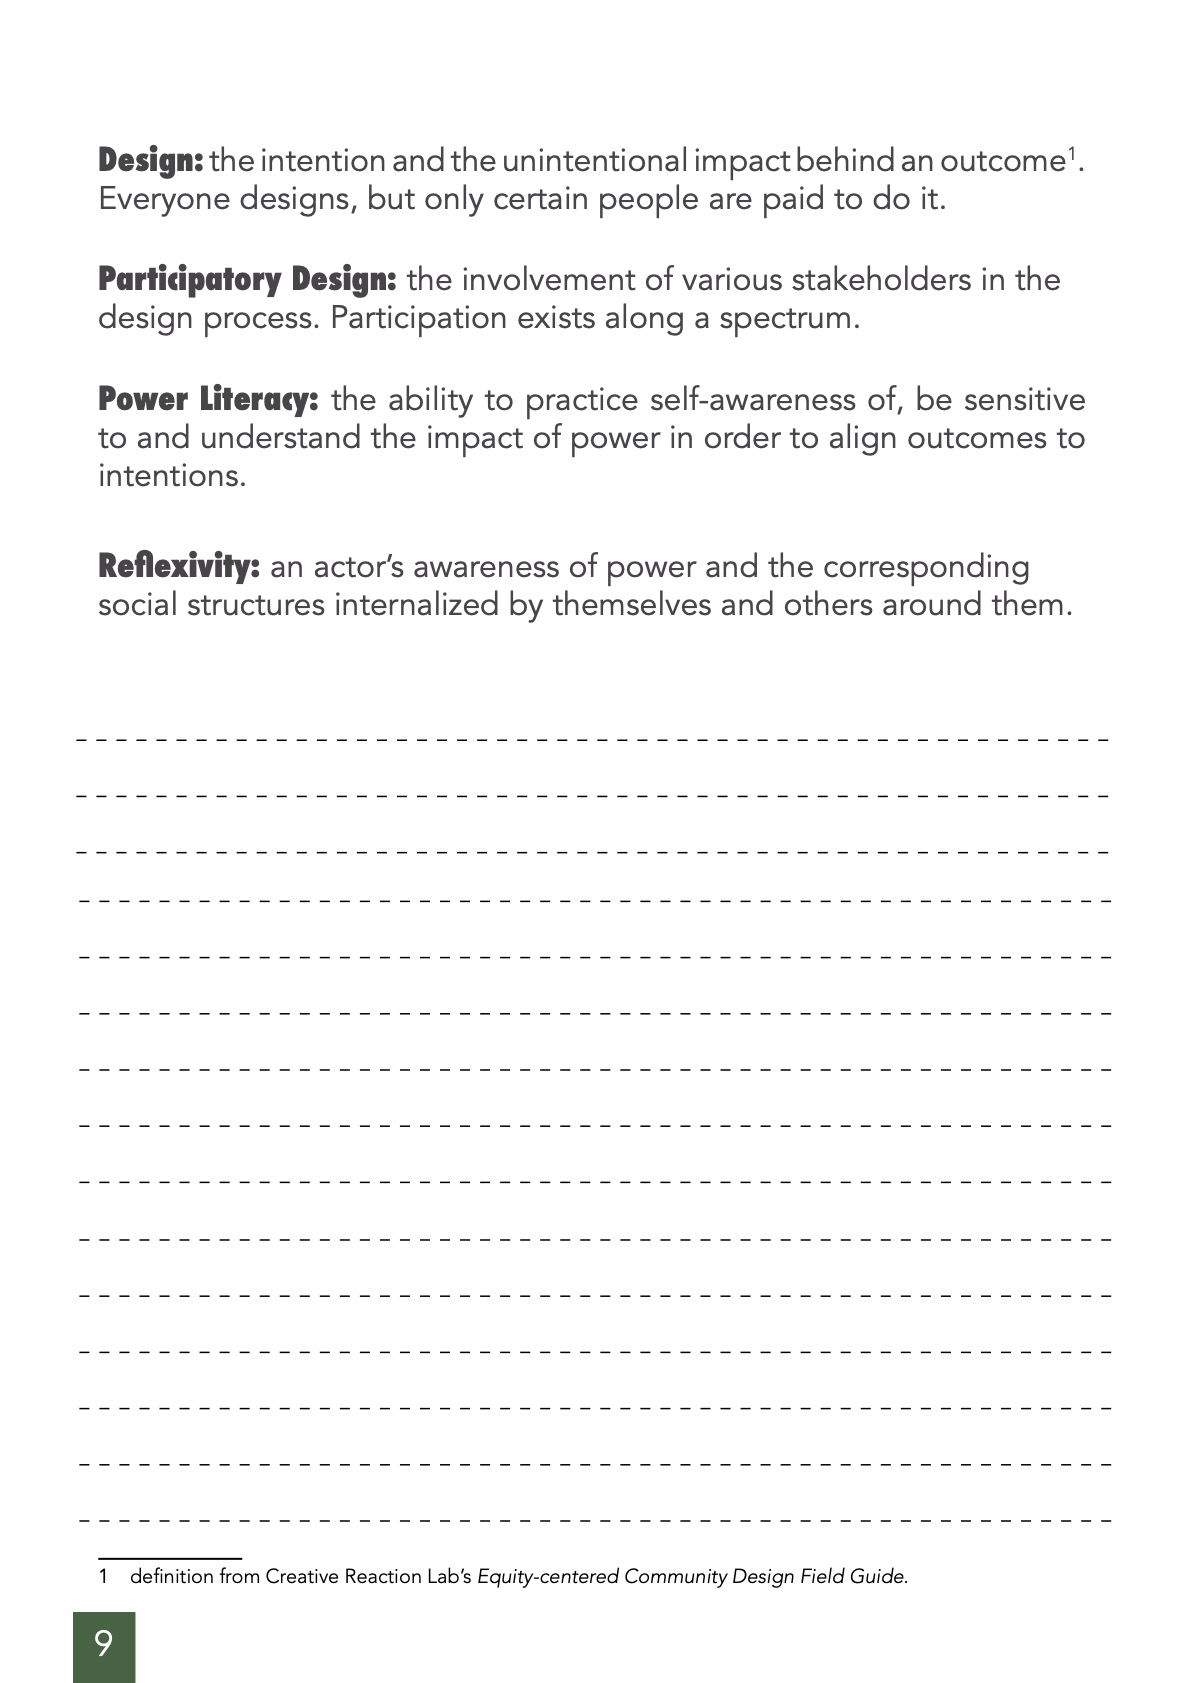 Design: the intention and the unintentional impact behind an outcome¹.
Everyone designs, but only certain people are paid to do it.
Participatory Design: the involvement of various stakeholders in the
design process. Participation exists along a spectrum.
Power Literacy: the ability to practice self-awareness of, be sensitive
to and understand the impact of power in order to align outcomes to
intentions.
Reflexivity: an actor’s awareness of power and the corresponding
social structures internalized by themselves and others around them.
1 definition from Creative Reaction Lab’s Equity-centered Community Design Field Guide.
9